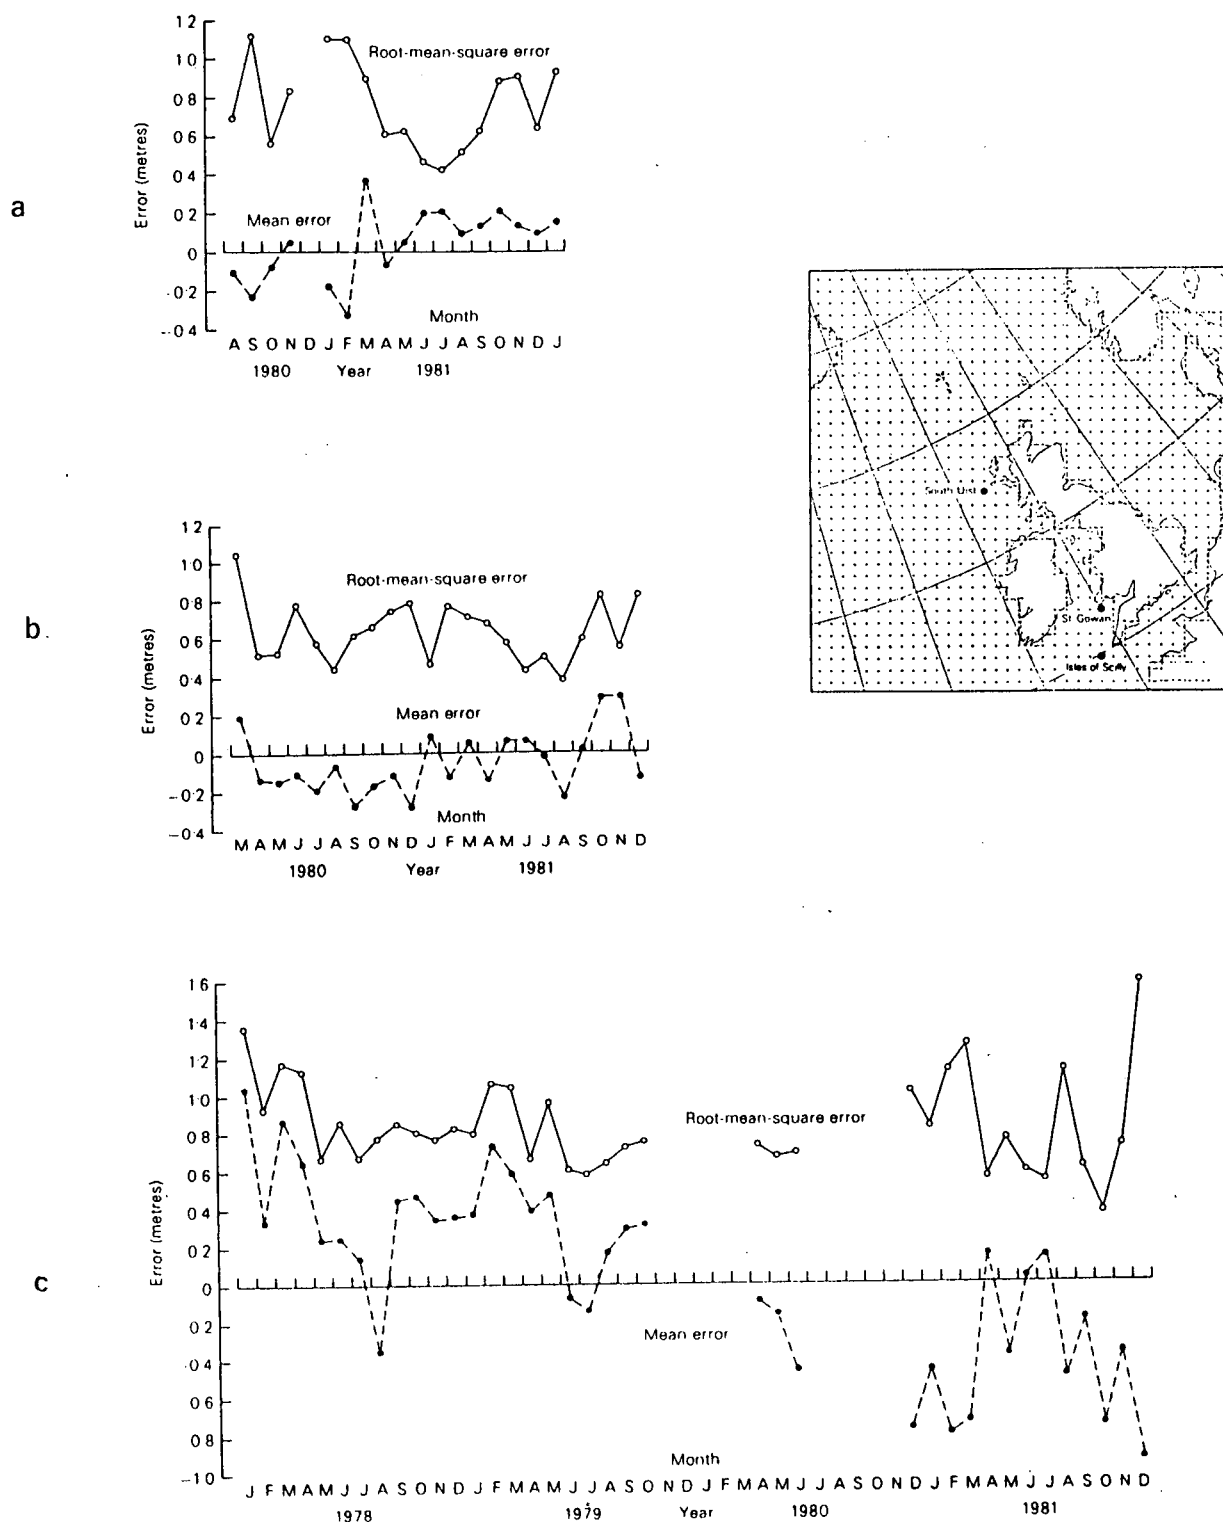 a
1 2
1 0
0 8
0 6
0 4
0 2
0
0 2
-0 4
Error (metres)
Root-mean-square error
Mean error
Month
A S O N D J F M A M J J A S O N D J
1980 Year 1981
b
1 2
1.0
0.8
0 6
0.4
0 2
0
-0 2
-0 4
Error (metres)
Root-mean-square error
Mean error
Month
M A M J J A S O N D J F M A M J J A S O N D
1980 Year 1981
South Uist
St Gowan
Isles of Scilly
c
1 6
1·4
1.2
1 0
0 8
0 6
0 4
0 2
0
0 2
0 4
0 6
0 8
-1 0
Error (metres)
Root-mean-square error
Mean error
Month
J F M A M J J A S O N D J F M A M J J A S O N D J F M A M J J A S O N D J F M A M J J A S O N D
1978 1979 Year 1980 1981